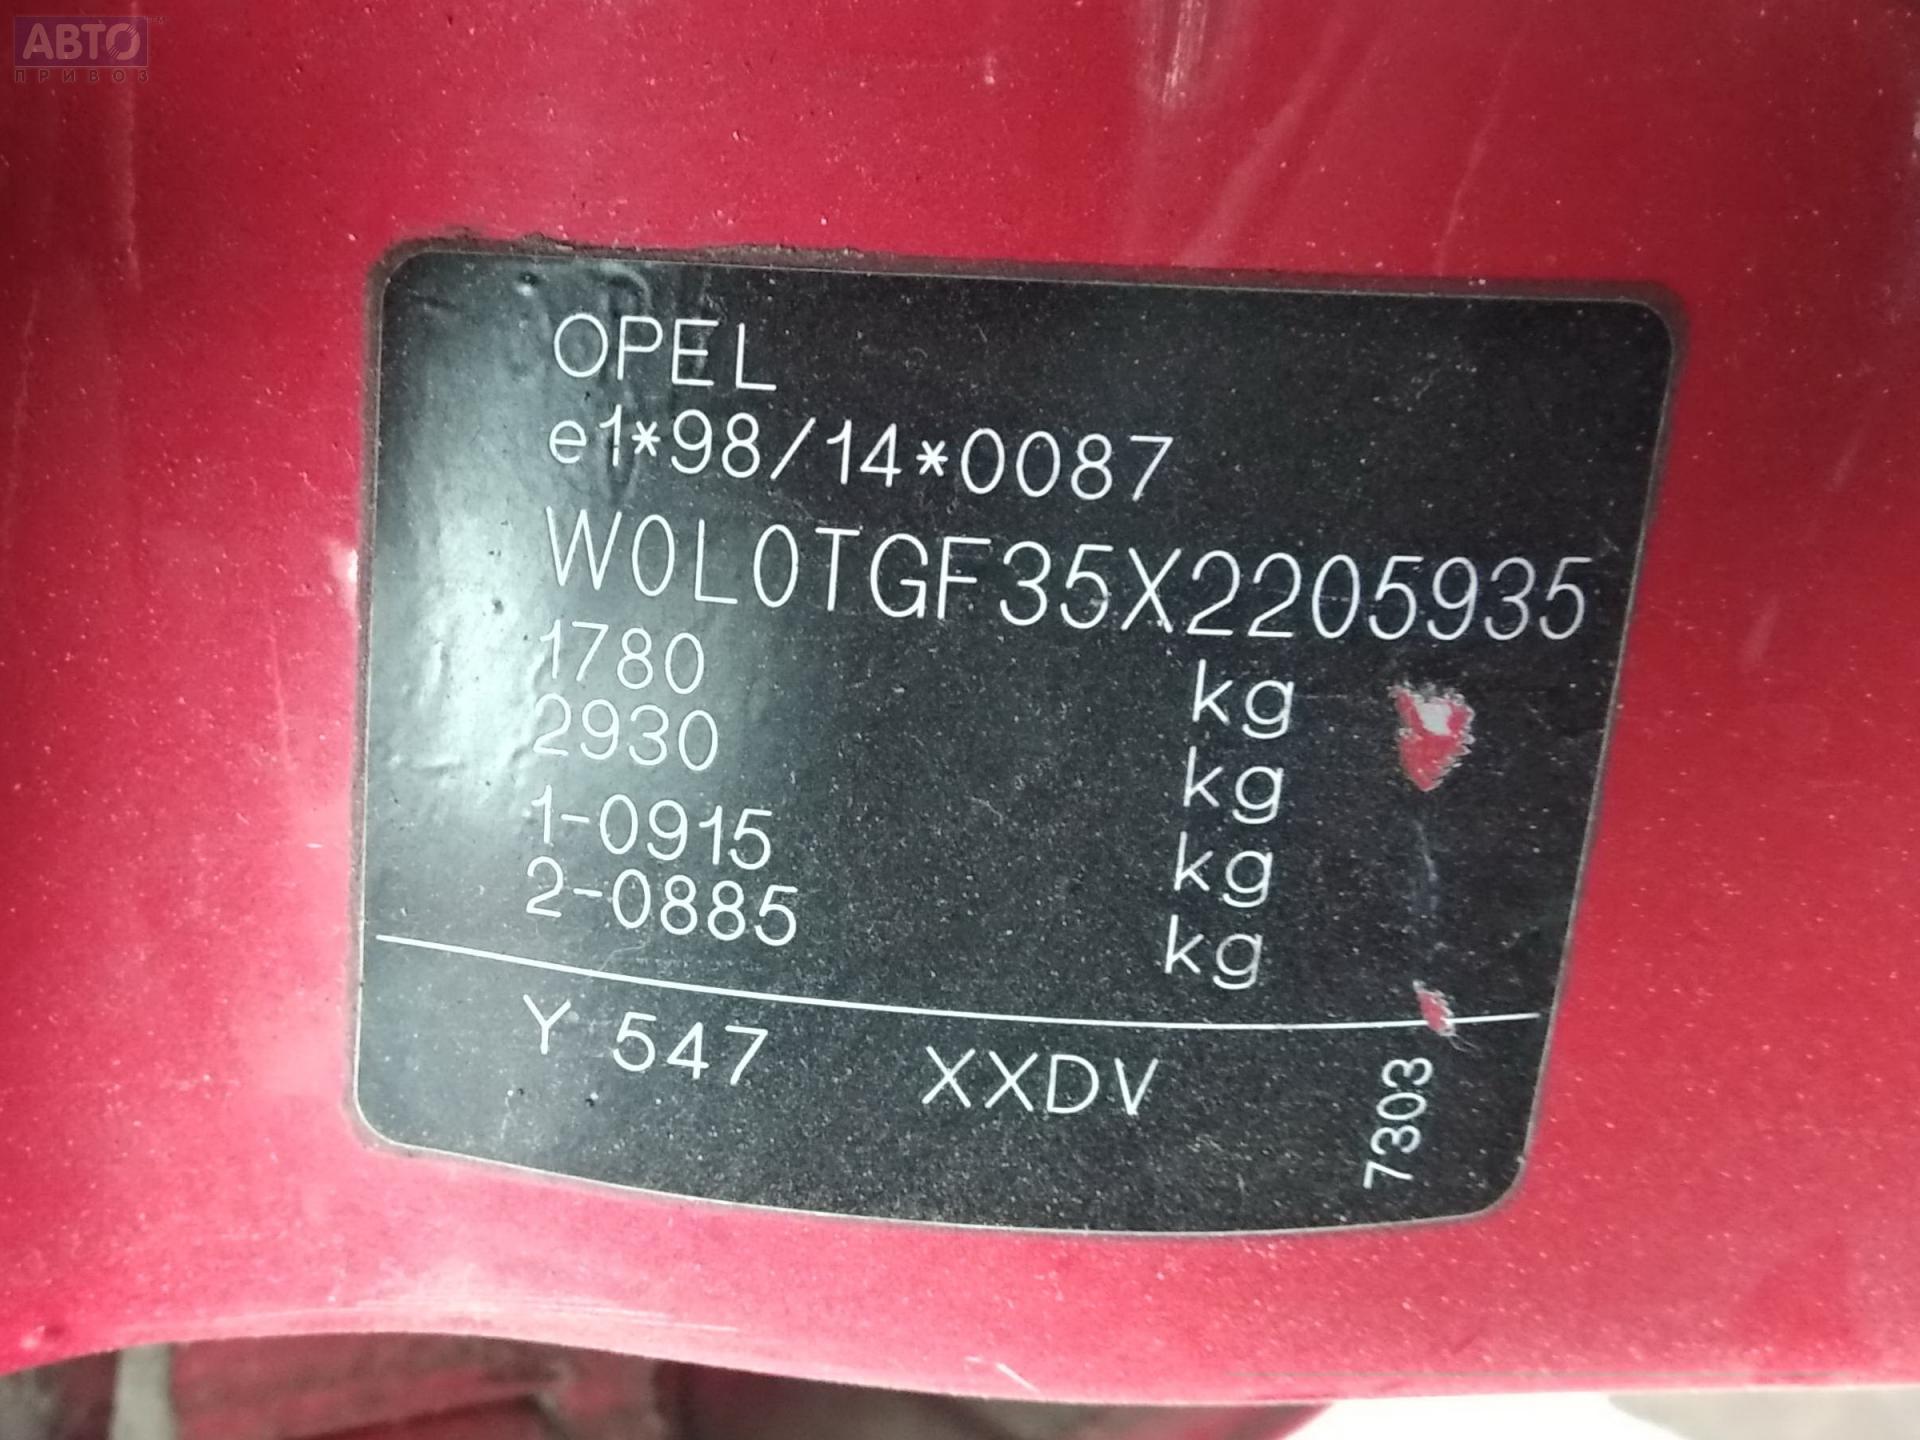 АВТО™
ПРИВОЗ
OPEL
e1*98/14*0087
W0L0TGF35X2205935
1780 kg
2930 kg
1-0915 kg
2-0885 kg
Y 547 XXDV
7303